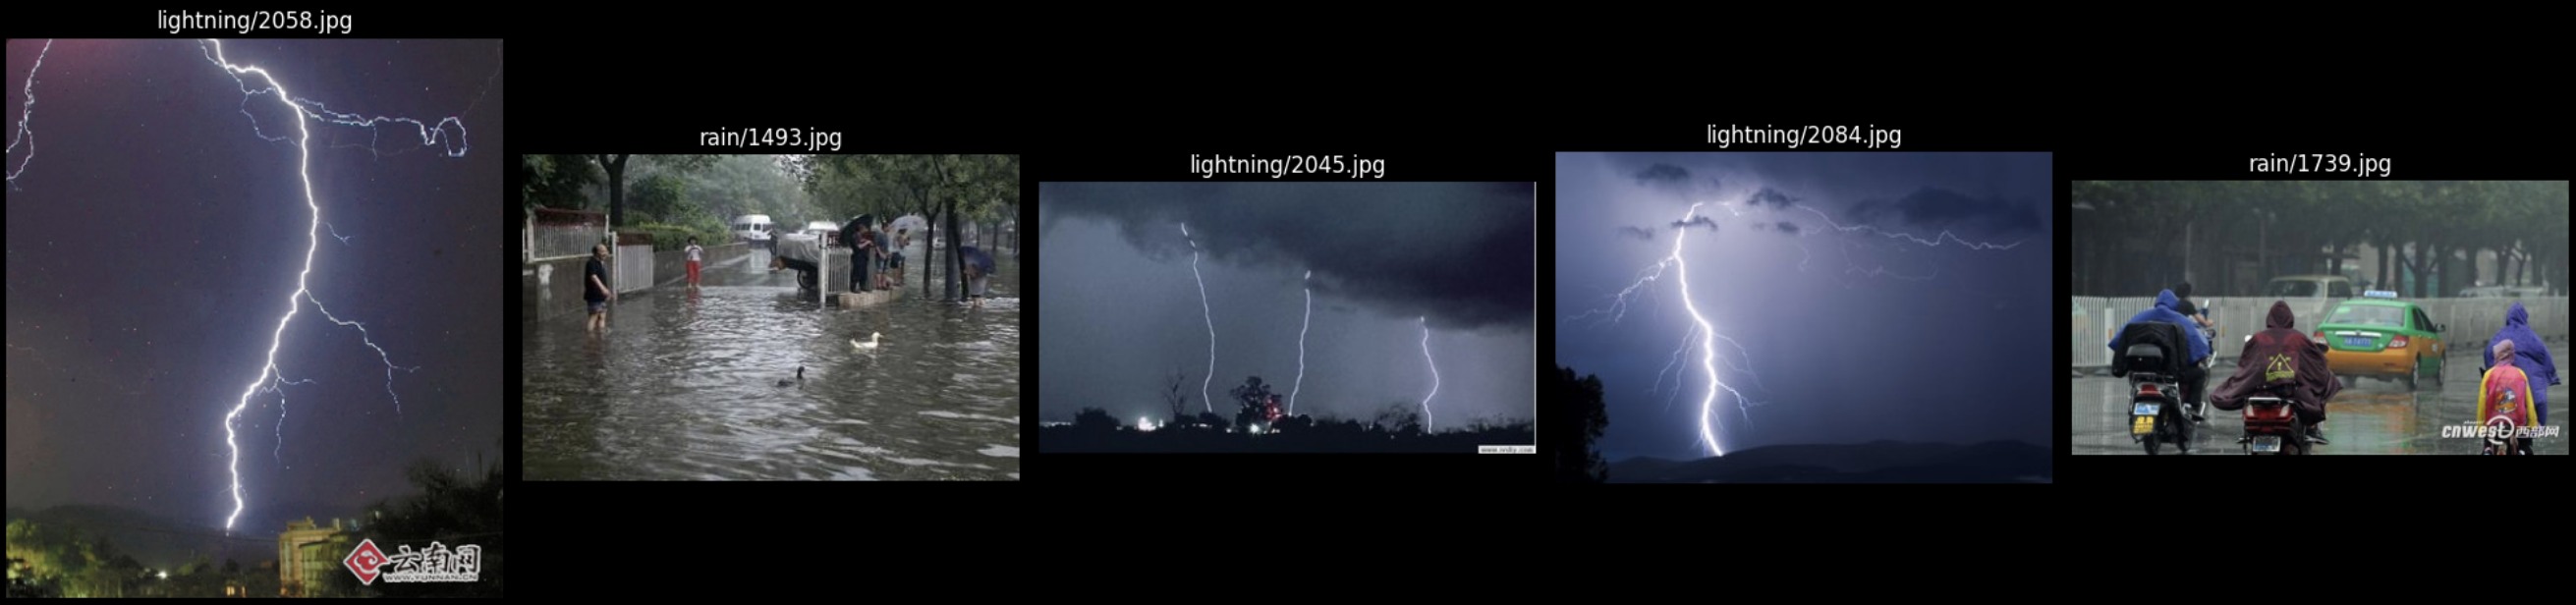 lightning/2058.jpg
rain/1493.jpg
lightning/2045.jpg
lightning/2084.jpg
rain/1739.jpg
云南网
WWW.YUNNAN.CN
cnwest西部网